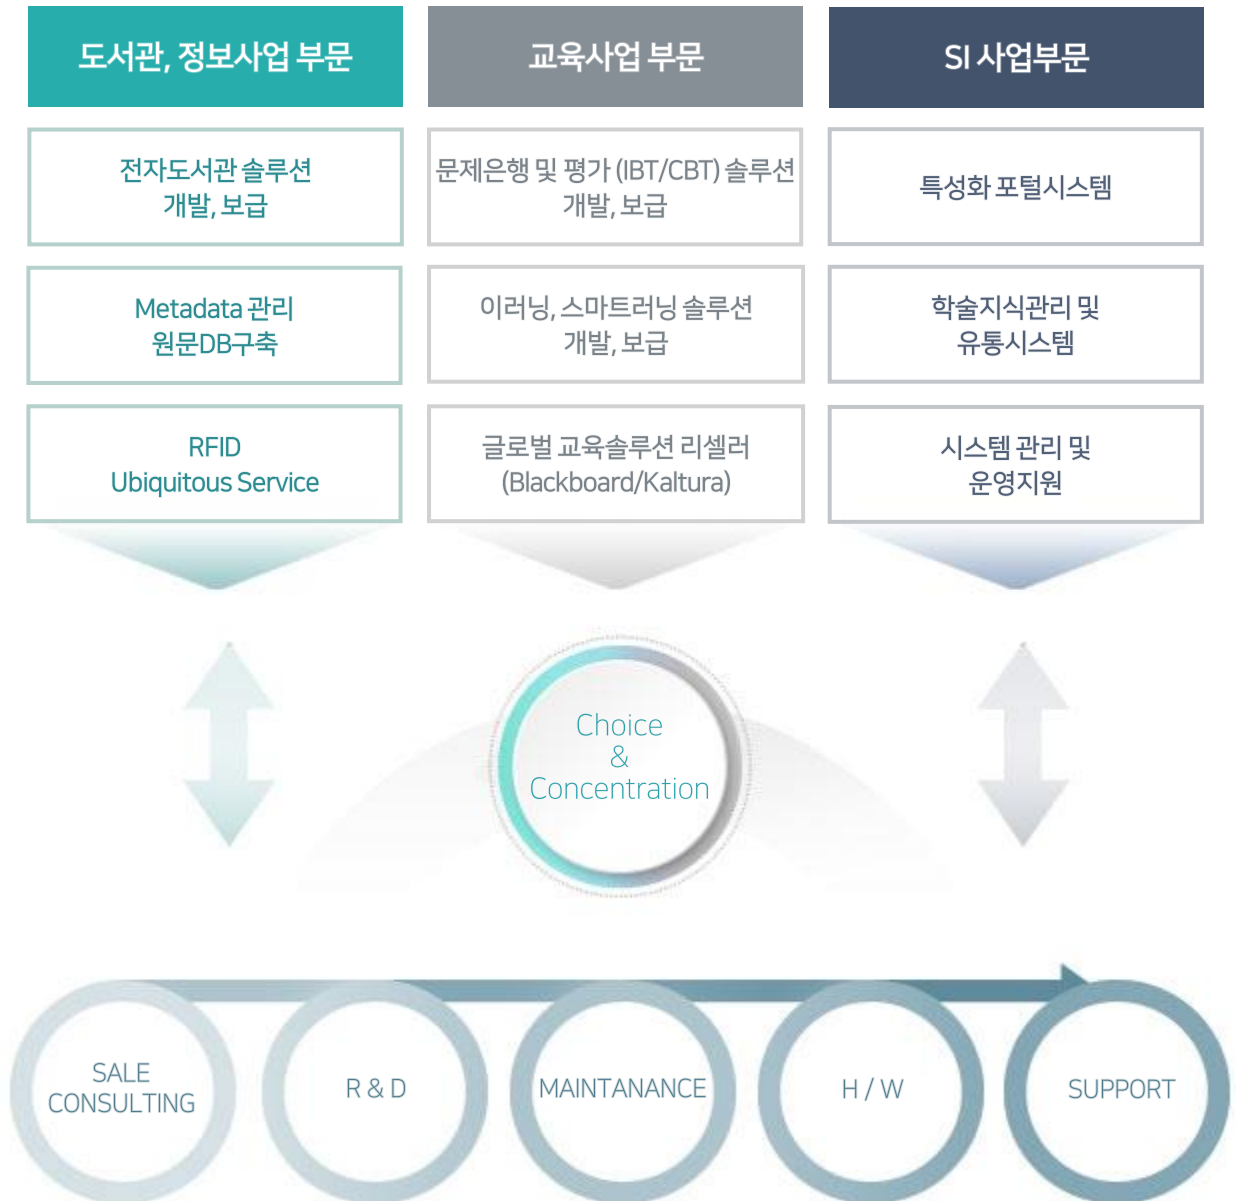 도서관, 정보사업 부문
전자도서관 솔루션
개발, 보급
Metadata 관리
원문DB구축
RFID
Ubiquitous Service
교육사업 부문
문제은행 및 평가 (IBT/CBT) 솔루션
개발, 보급
이러닝, 스마트러닝 솔루션
개발, 보급
글로벌 교육솔루션 리셀러
(Blackboard/Kaltura)
SI 사업부문
특성화 포털시스템
학술지식관리 및
유통시스템
시스템 관리 및
운영지원
Choice
&
Concentration
SALE
CONSULTING
R & D
MAINTANANCE
H / W
SUPPORT